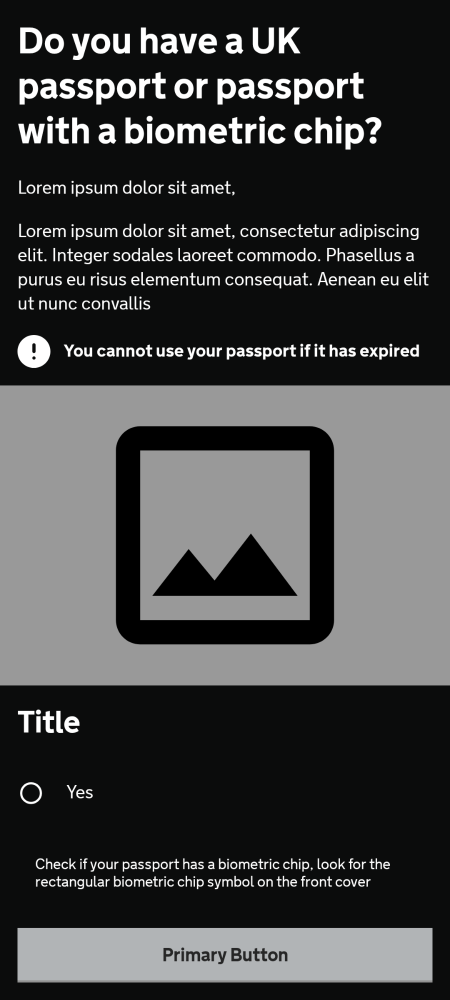 Do you have a UK
passport or passport
with a biometric chip?
Lorem ipsum dolor sit amet,
Lorem ipsum dolor sit amet, consectetur adipiscing
elit. Integer sodales laoreet commodo. Phasellus a
purus eu risus elementum consequat. Aenean eu elit
ut nunc convallis
! You cannot use your passport if it has expired
Title
Yes
Check if your passport has a biometric chip, look for the
rectangular biometric chip symbol on the front cover
Primary Button